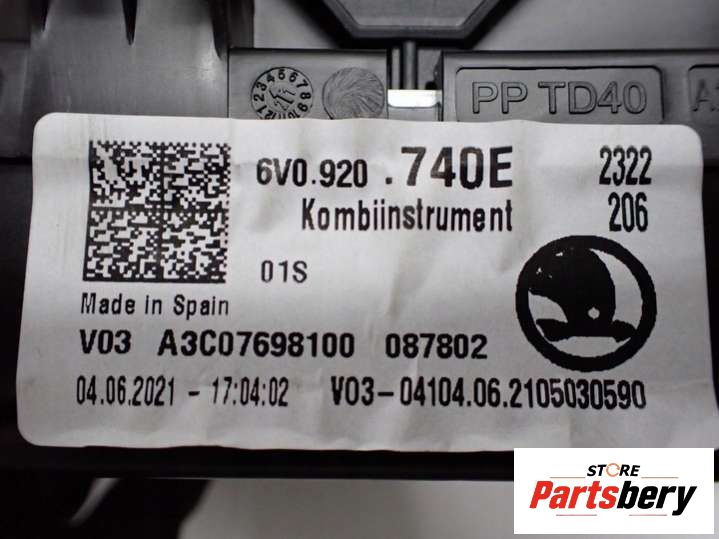 PP TD40
6V0.920 .740E 2322
Kombiinstrument 206
01S
Made in Spain
V03 A3C07698100 087802
04.06.2021 - 17:04:02 V03-04104.06.2105030590
STORE
Partsbery